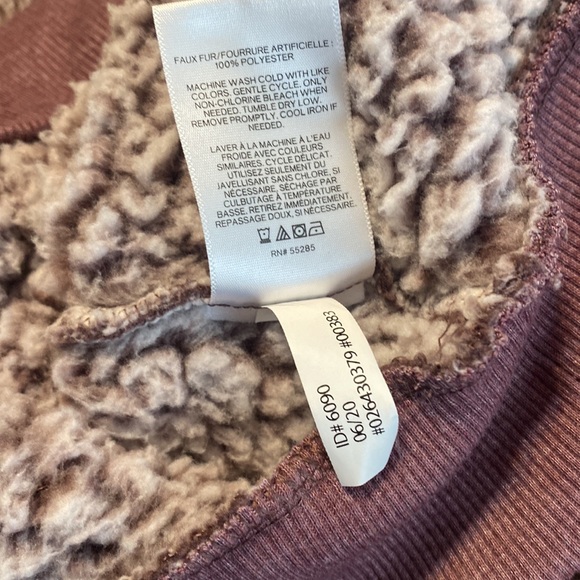 FAUX FUR/FOURRURE ARTIFICIELLE :
100% POLYESTER
MACHINE WASH COLD WITH LIKE
COLORS. GENTLE CYCLE. ONLY
NON-CHLORINE BLEACH WHEN
NEEDED. TUMBLE DRY LOW.
REMOVE PROMPTLY. COOL IRON IF
NEEDED.
LAVER À LA MACHINE À L'EAU
FROIDE AVEC COULEURS
SIMILAIRES. CYCLE DÉLICAT.
UTILISEZ SEULEMENT DU
JAVELLISANT SANS CHLORE, SI
NÉCESSAIRE, SÉCHAGE PAR
CULBUTAGE À TEMPÉRATURE
BASSE. RETIREZ IMMÉDIATEMENT.
REPASSAGE DOUX, SI NÉCESSAIRE.
RN# 55285
ID# 6090
06/20
#026430379 #00383